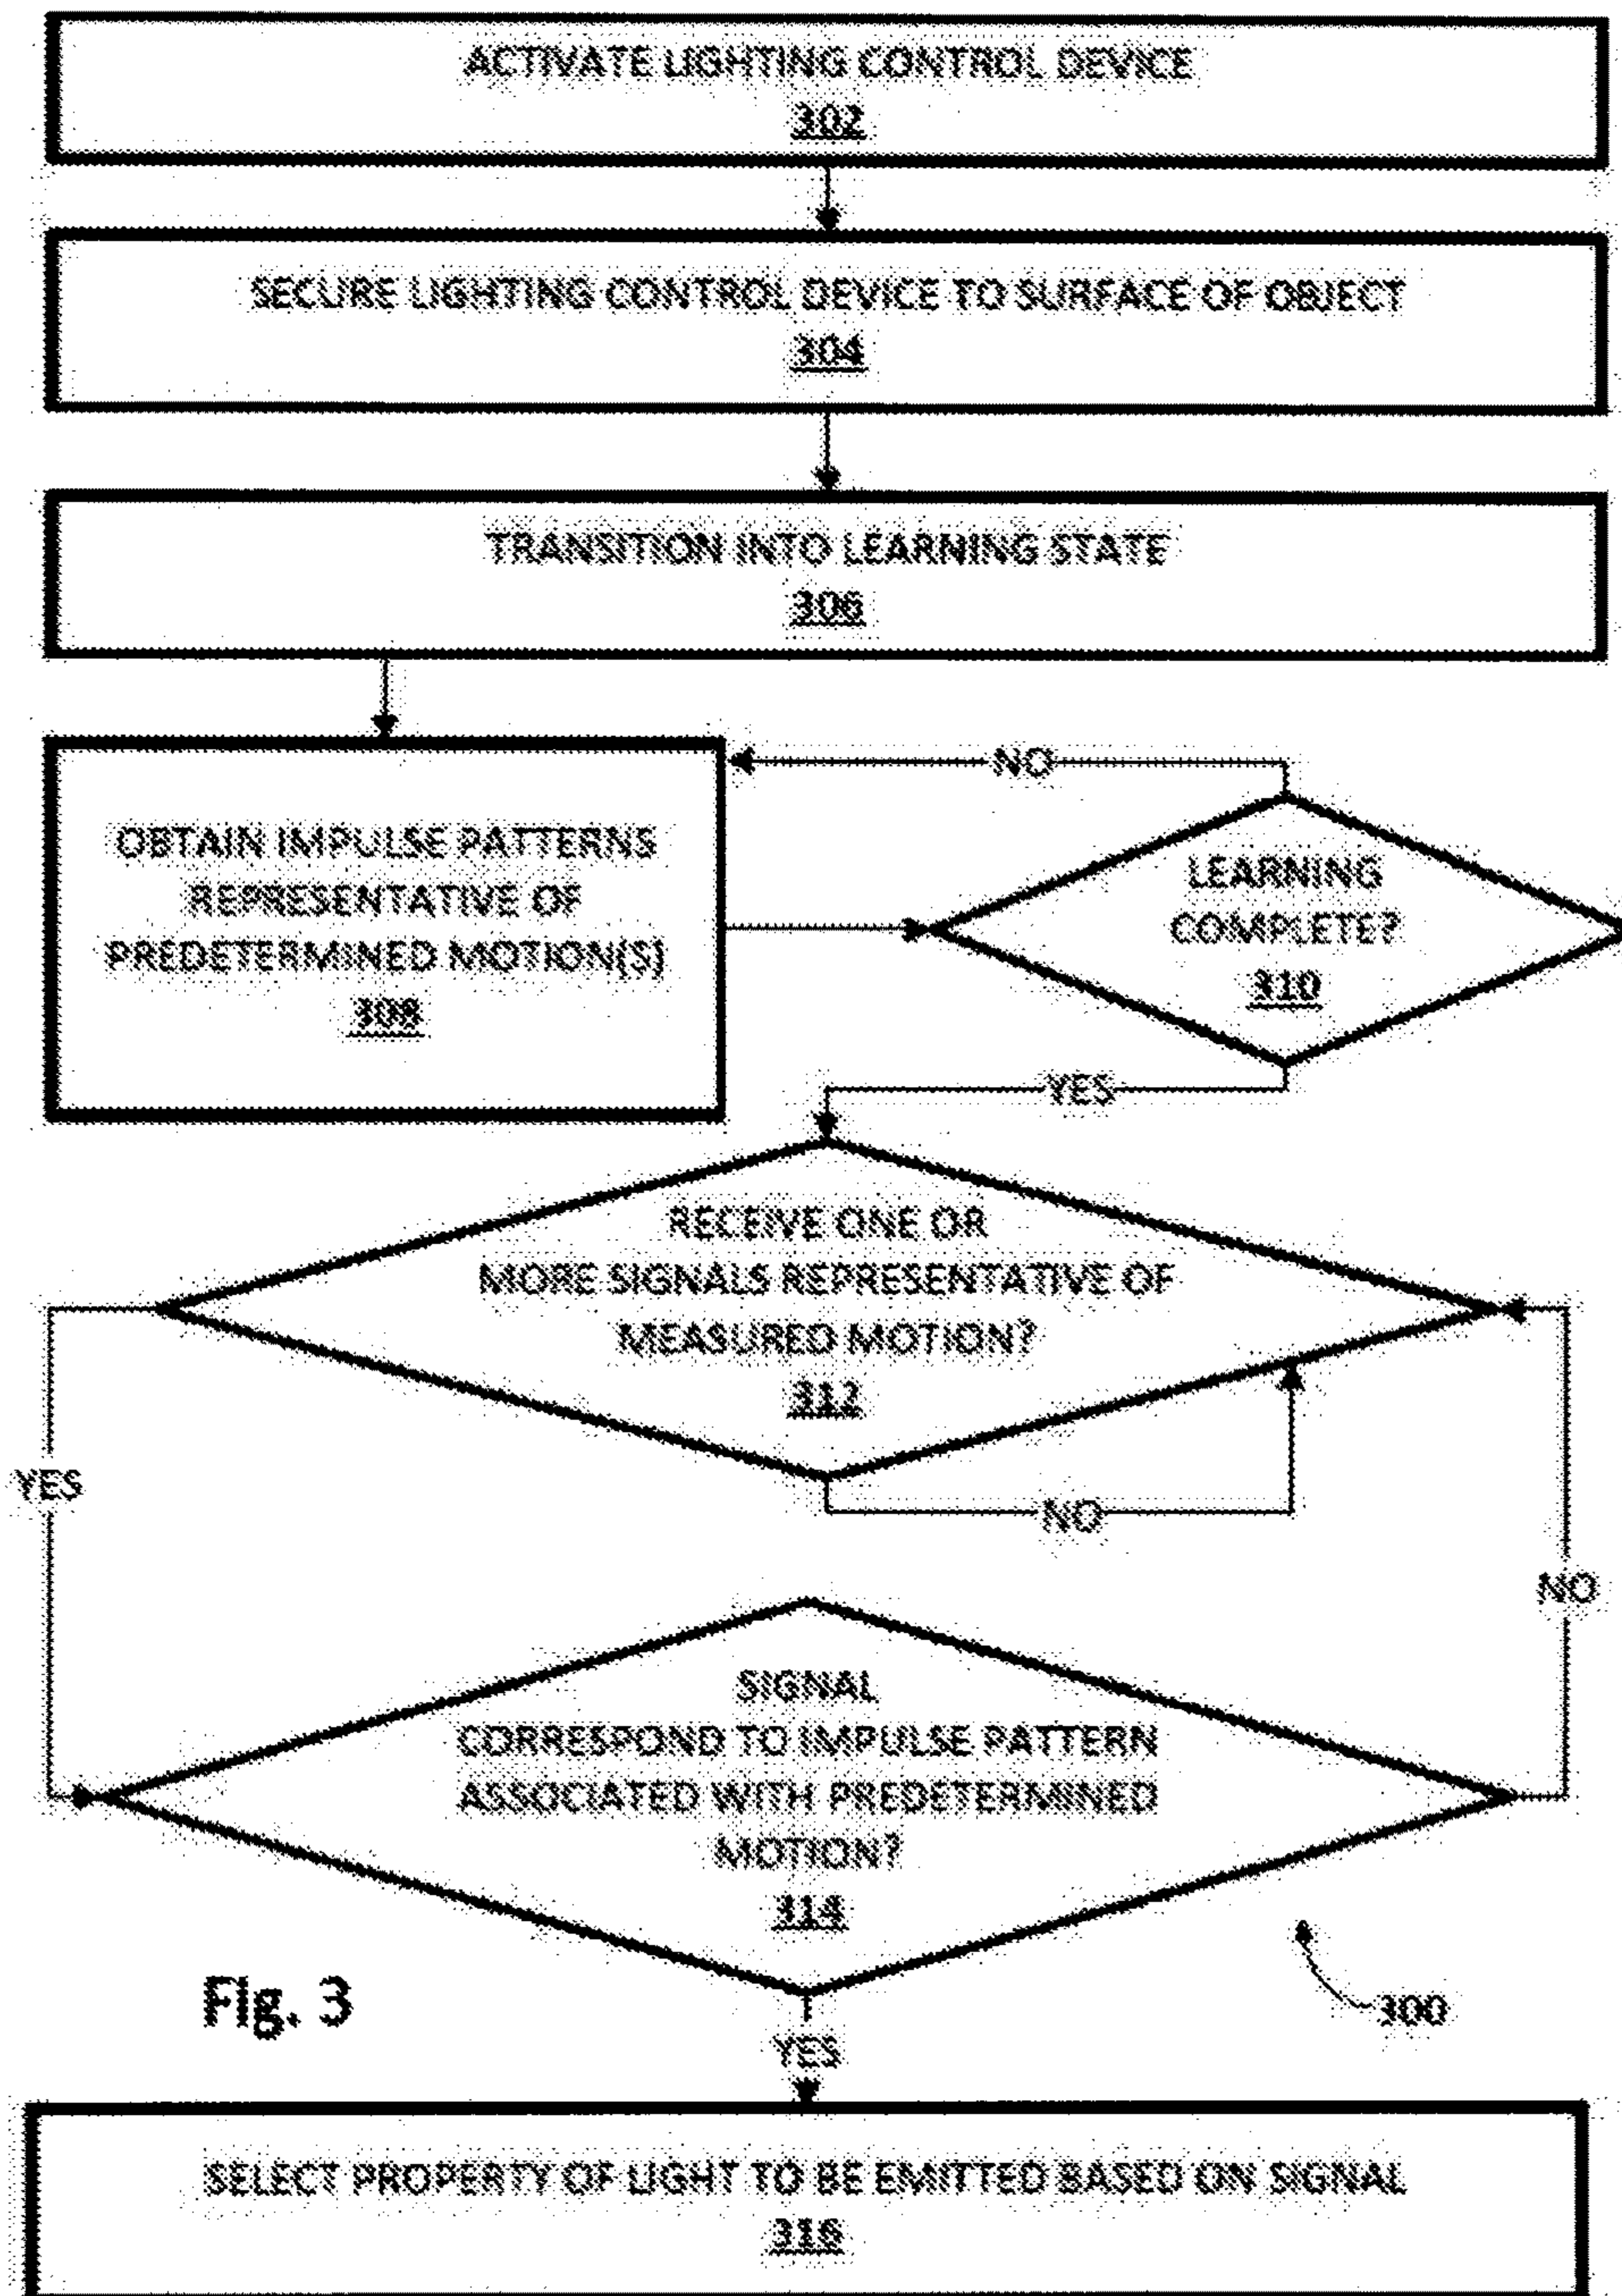 ACTIVATE LIGHTING CONTROL DEVICE
302
SECURE LIGHTING CONTROL DEVICE TO SURFACE OF OBJECT
304
TRANSITION INTO LEARNING STATE
306
NO
OBTAIN IMPULSE PATTERNS
REPRESENTATIVE OF
PREDETERMINED MOTION(S)
308
LEARNING
COMPLETE?
310
YES
RECEIVE ONE OR
MORE SIGNALS REPRESENTATIVE OF
MEASURED MOTION?
312
YES
NO
NO
SIGNAL
CORRESPOND TO IMPULSE PATTERN
ASSOCIATED WITH PREDETERMINED
MOTION?
314
Fig. 3
300
YES
SELECT PROPERTY OF LIGHT TO BE EMITTED BASED ON SIGNAL
316